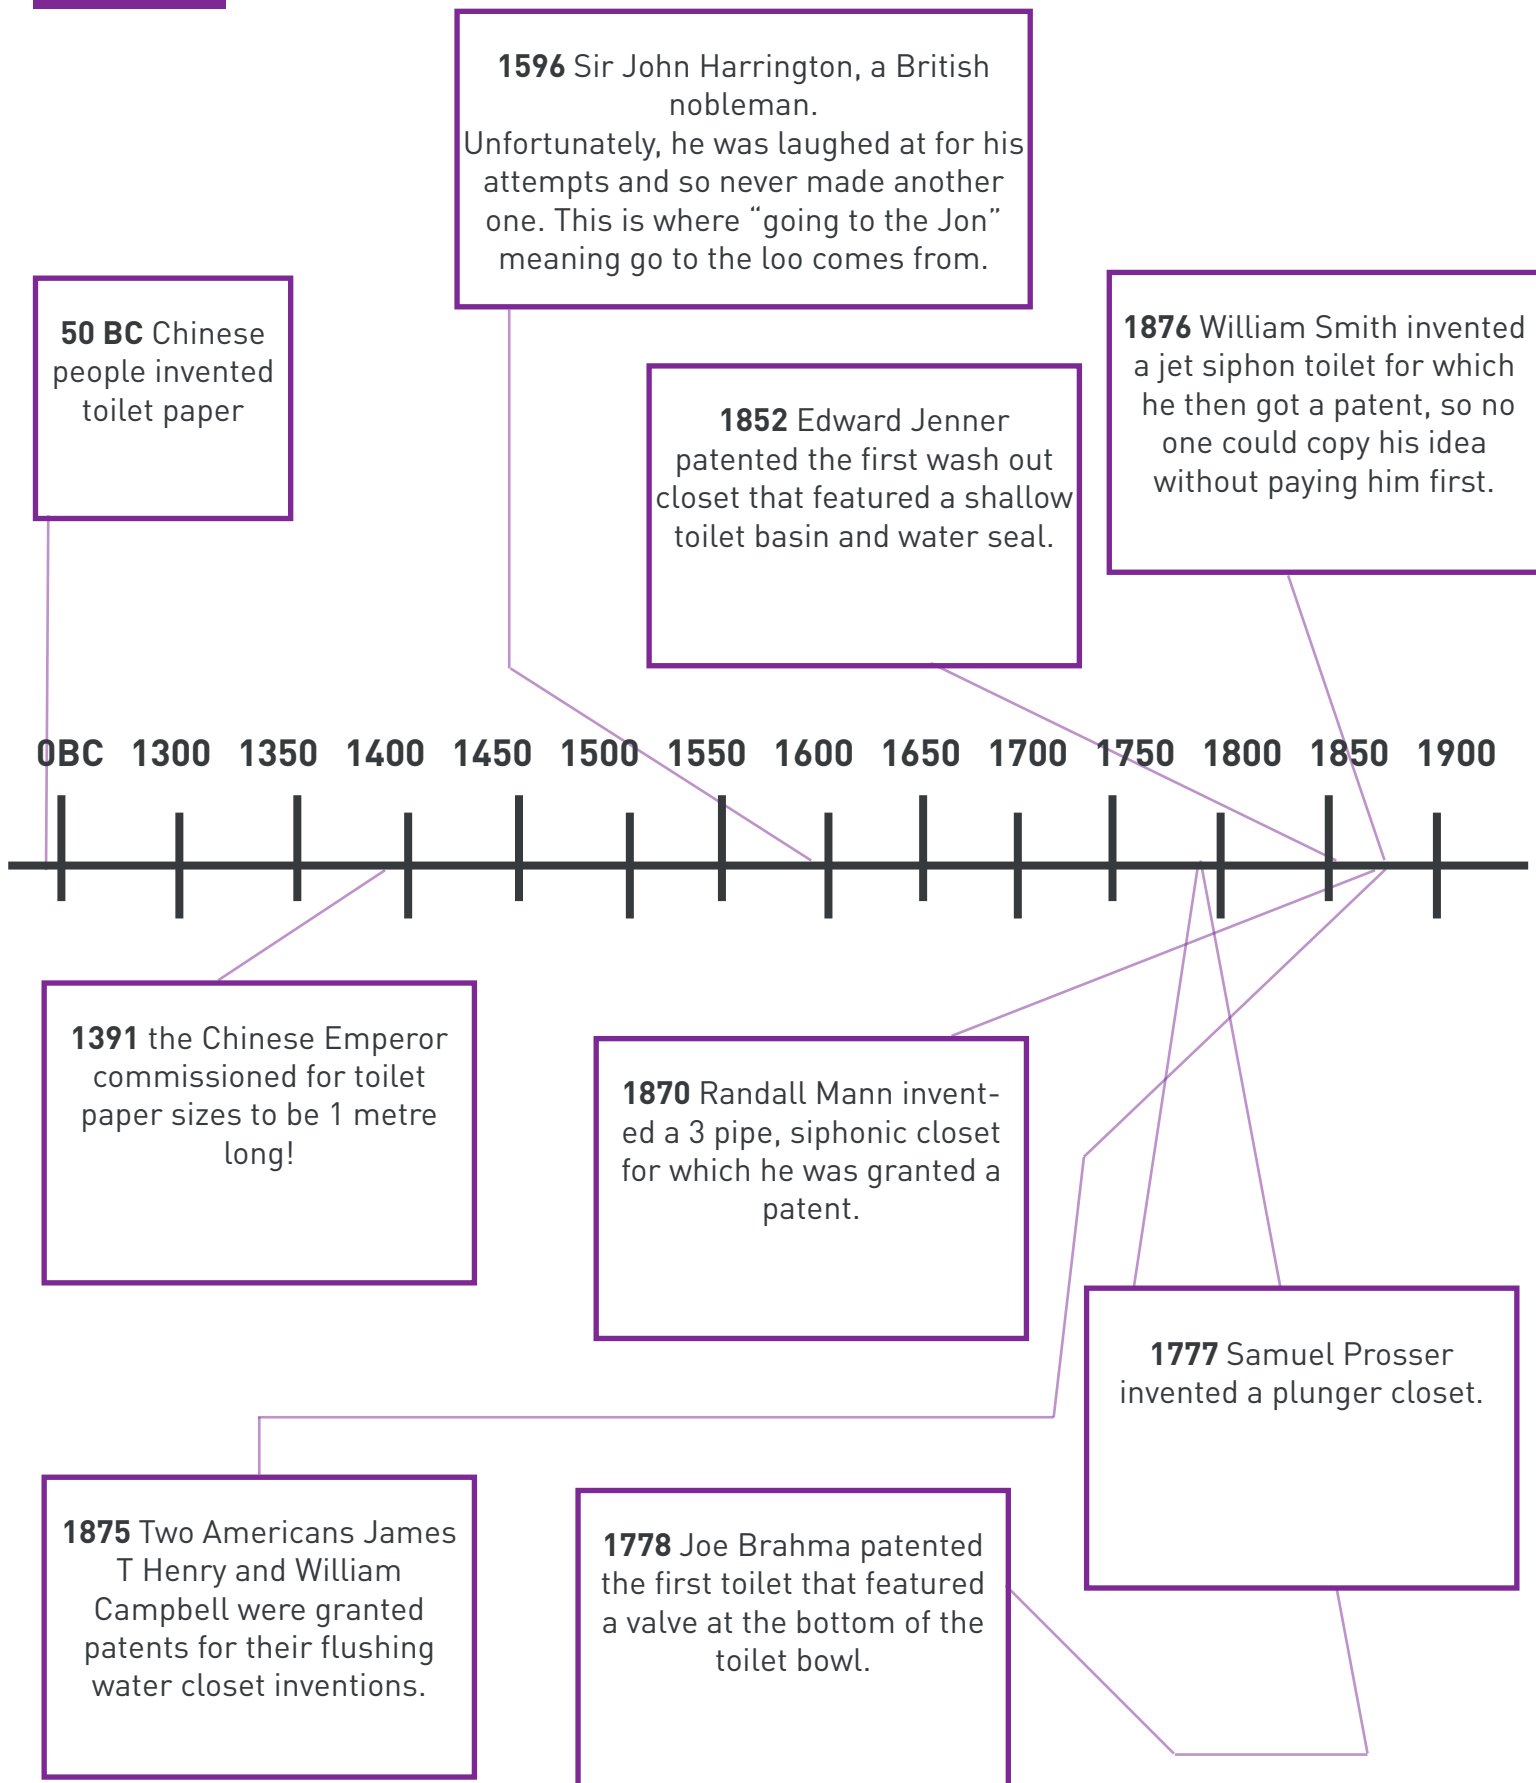 1596 Sir John Harrington, a British
nobleman.
Unfortunately, he was laughed at for his
attempts and so never made another
one. This is where “going to the Jon”
meaning go to the loo comes from.
50 BC Chinese
people invented
toilet paper
1852 Edward Jenner
patented the first wash out
closet that featured a shallow
toilet basin and water seal.
1876 William Smith invented
a jet siphon toilet for which
he then got a patent, so no
one could copy his idea
without paying him first.
0BC 1300 1350 1400 1450 1500 1550 1600 1650 1700 1750 1800 1850 1900
1391 the Chinese Emperor
commissioned for toilet
paper sizes to be 1 metre
long!
1870 Randall Mann invent-
ed a 3 pipe, siphonic closet
for which he was granted a
patent.
1777 Samuel Prosser
invented a plunger closet.
1875 Two Americans James
T Henry and William
Campbell were granted
patents for their flushing
water closet inventions.
1778 Joe Brahma patented
the first toilet that featured
a valve at the bottom of the
toilet bowl.